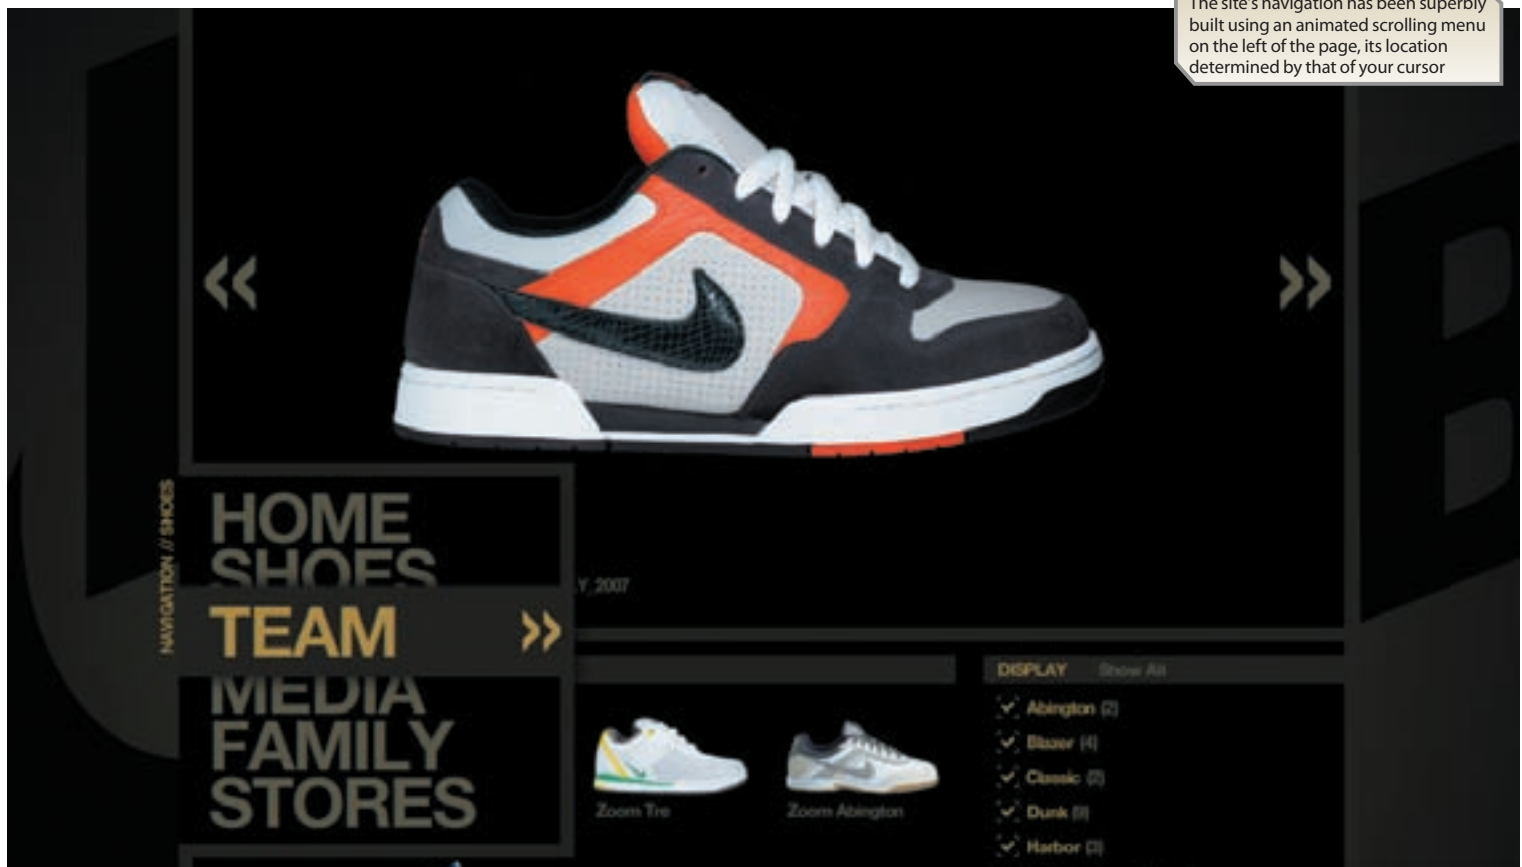 The site's navigation has been superbly
built using an animated scrolling menu
on the left of the page, its location
determined by that of your cursor
«
»
NAVIGATION // SHOES
HOME
SHOES
TEAM »
MEDIA
FAMILY
STORES
Y_2007
DISPLAY Show All
Abington (2)
Blazer (4)
Classic (2)
Dunk (9)
Harbor (3)
Zoom Tre
Zoom Abington
B